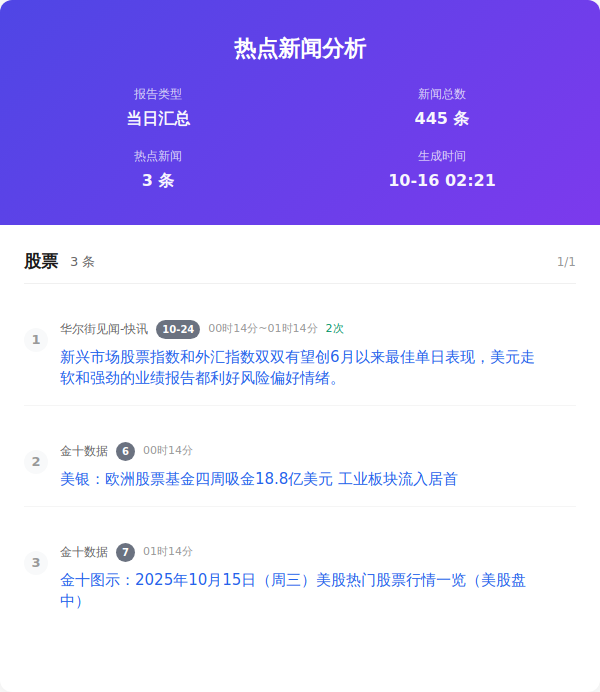 热点新闻分析
报告类型
新闻总数
当日汇总
445 条
热点新闻
生成时间
3 条
10-16 02:21
股票 3 条 1/1
1 华尔街见闻-快讯 10-24 00时14分~01时14分 2次
新兴市场股票指数和外汇指数双双有望创6月以来最佳单日表现，美元走
软和强劲的业绩报告都利好风险偏好情绪。
2 金十数据 6 00时14分
美银：欧洲股票基金四周吸金18.8亿美元 工业板块流入居首
3 金十数据 7 01时14分
金十图示：2025年10月15日（周三）美股热门股票行情一览（美股盘
中）